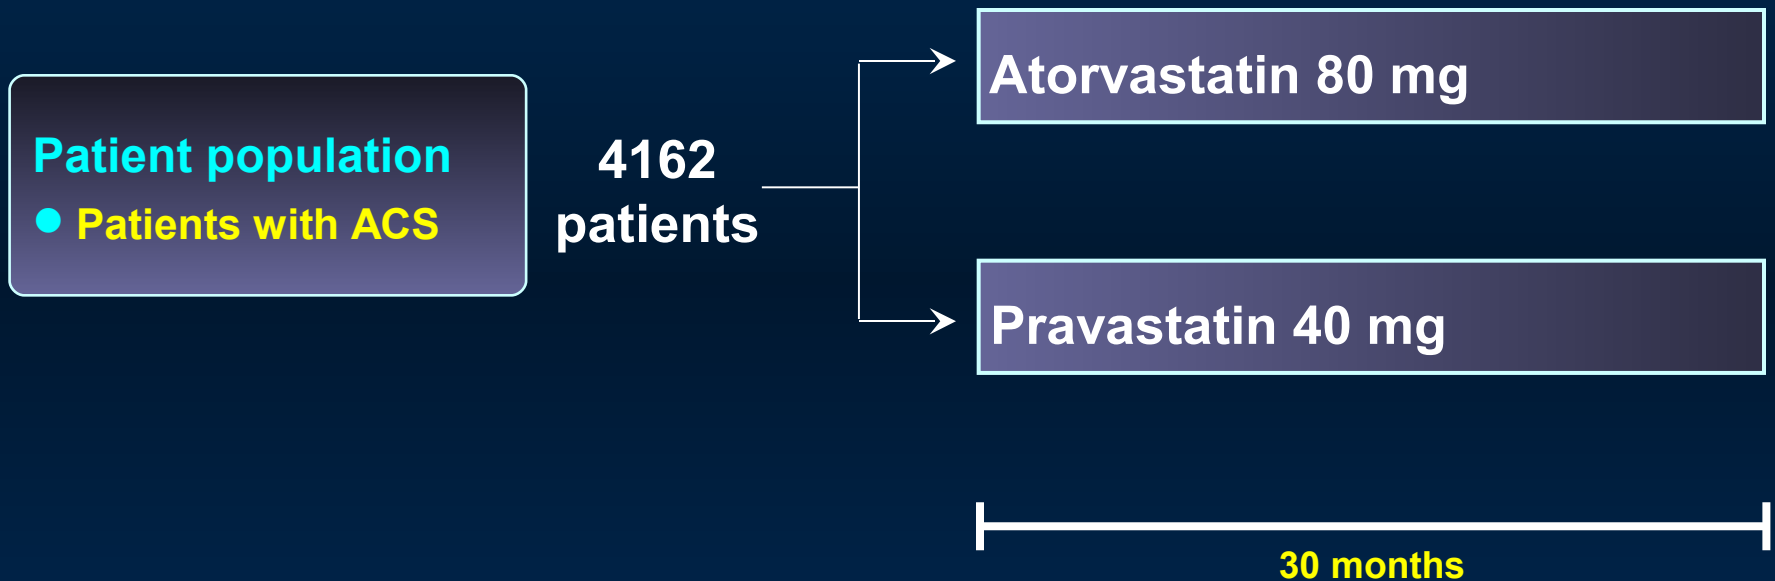 Patient population
Patients with ACS
4162
patients
Atorvastatin 80 mg
Pravastatin 40 mg
30 months